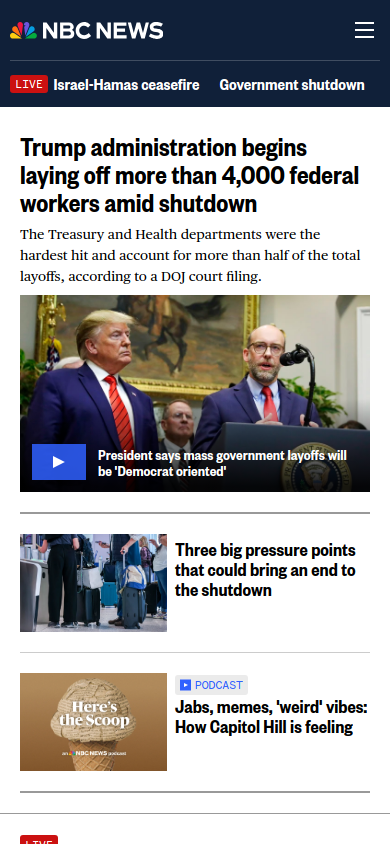 NBC NEWS
LIVE Israel-Hamas ceasefire Government shutdown
Trump administration begins
laying off more than 4,000 federal
workers amid shutdown
The Treasury and Health departments were the
hardest hit and account for more than half of the total
layoffs, according to a DOJ court filing.
President says mass government layoffs will
be 'Democrat oriented'
Three big pressure points
that could bring an end to
the shutdown
Here's
the Scoop
an NBC NEWS podcast
PODCAST
Jabs, memes, 'weird' vibes:
How Capitol Hill is feeling
LIVE